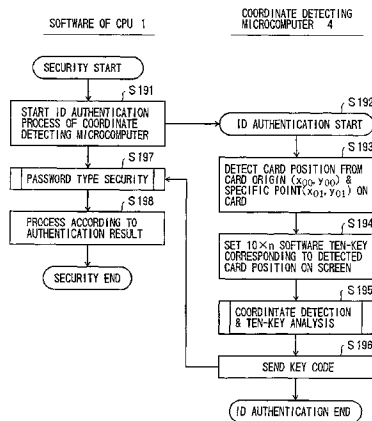 SOFTWARE OF CPU 1
SECURITY START
S191
START ID AUTHENTICATION
PROCESS OF COORDINATE
DETECTING MICROCOMPUTER
S197
PASSWORD TYPE SECURITY
S198
PROCESS ACCORDING TO
AUTHENTICATION RESULT
SECURITY END
COORDINATE DETECTING
MICROCOMPUTER 4
S192
ID AUTHENTICATION START
S193
DETECT CARD POSITION FROM
CARD ORIGIN (x00, y00) &
SPECIFIC POINT(x01, y01) ON
CARD
S194
SET 10×n SOFTWARE TEN-KEY
CORRESPONDING TO DETECTED
CARD POSITION ON SCREEN
S195
COORDINTATE DETECTION
& TEN-KEY ANALYSIS
S196
SEND KEY CODE
ID AUTHENTICATION END